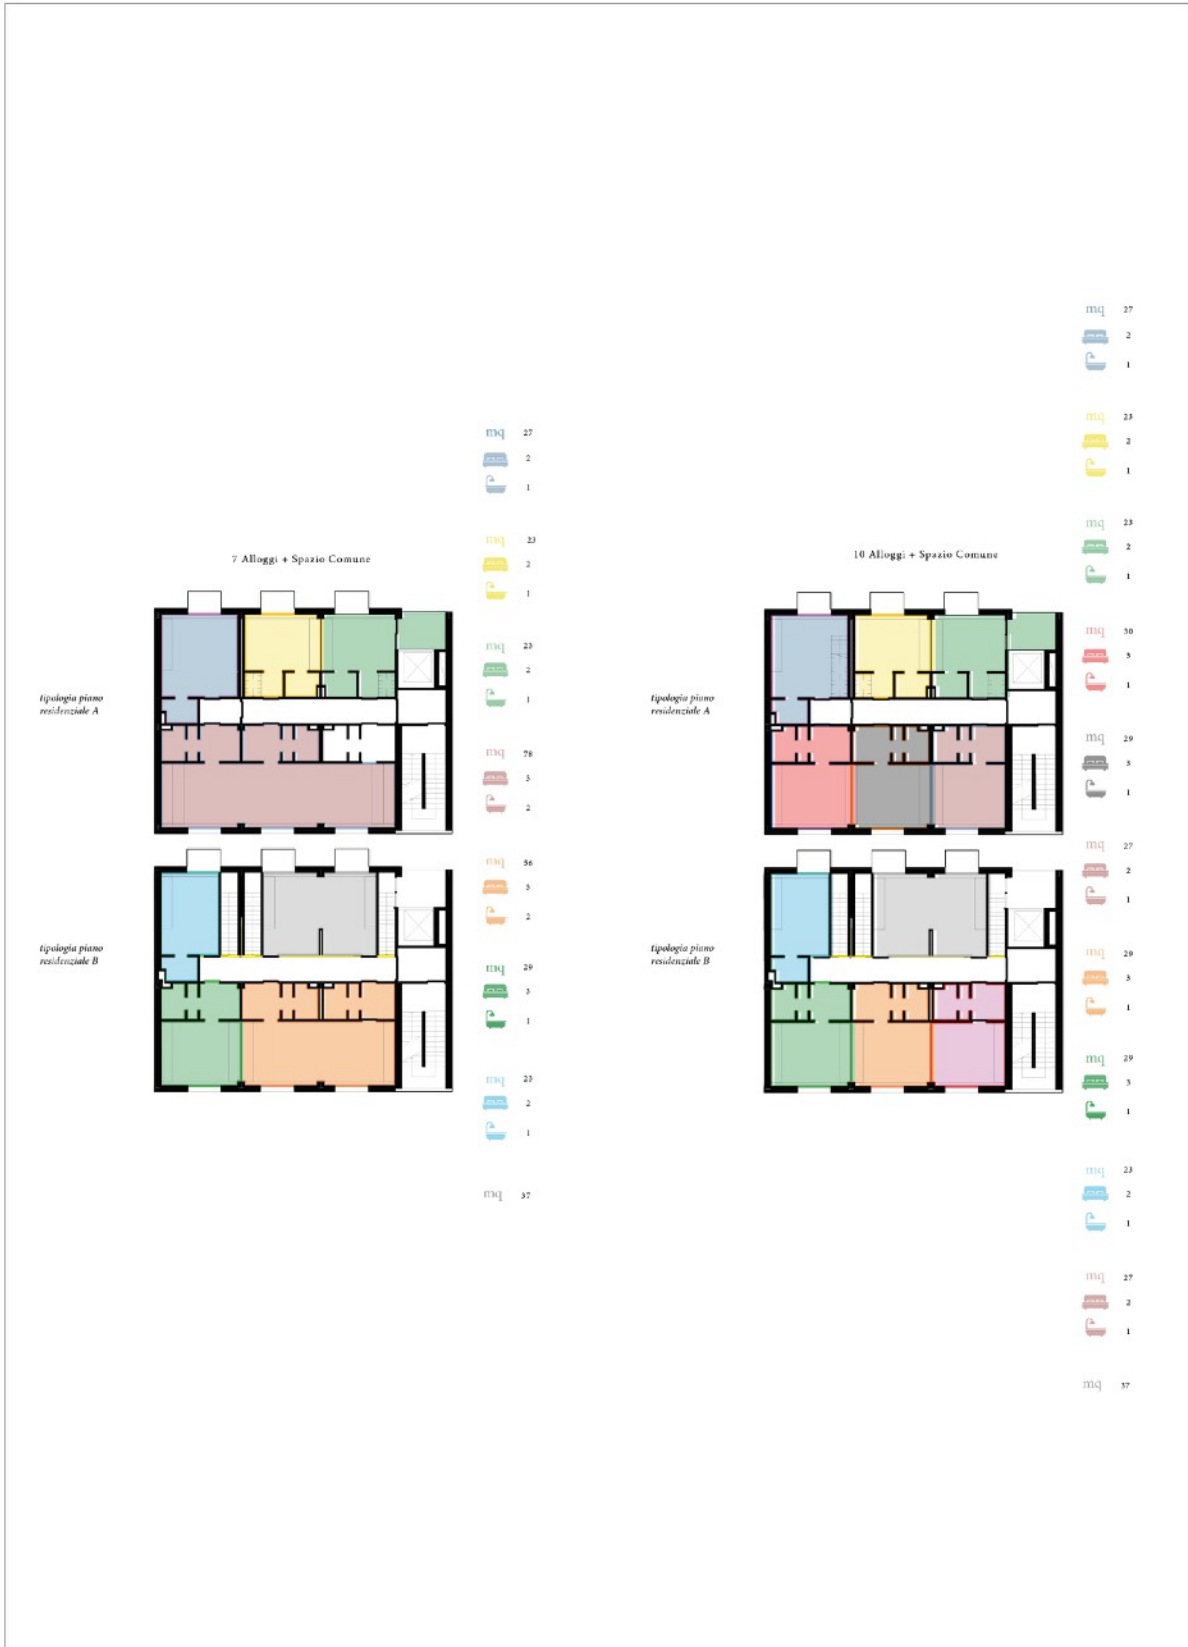 7 Alloggi + Spazio Comune
tipologia piano
residenziale A
tipologia piano
residenziale B
mq 27
2
1
mq 23
2
1
mq 23
2
1
mq 78
3
2
mq 56
3
2
mq 29
3
1
mq 23
2
1
mq 37
10 Alloggi + Spazio Comune
tipologia piano
residenziale A
tipologia piano
residenziale B
mq 27
2
1
mq 23
2
1
mq 23
2
1
mq 30
3
1
mq 29
3
1
mq 27
2
1
mq 29
3
1
mq 29
3
1
mq 23
2
1
mq 27
2
1
mq 37